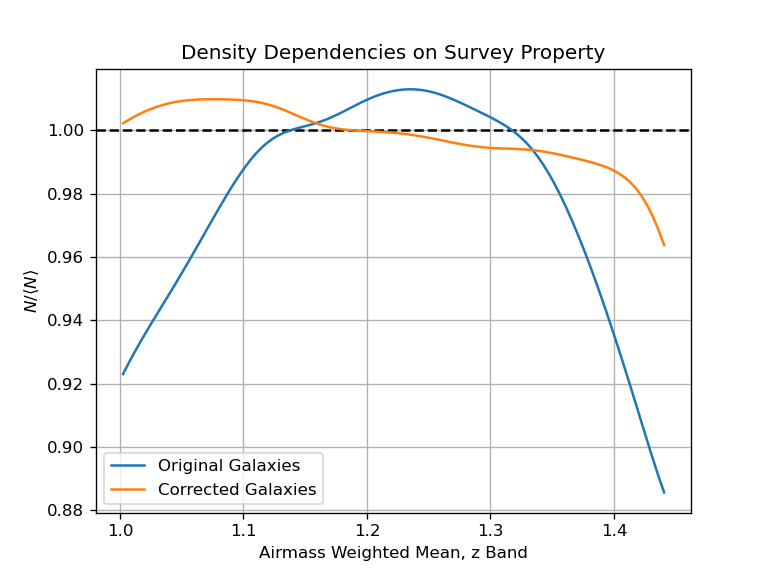 Density Dependencies on Survey Property
N/⟨N⟩
1.00
0.98
0.96
0.94
0.92
0.90
0.88
Original Galaxies
Corrected Galaxies
1.0 1.1 1.2 1.3 1.4
Airmass Weighted Mean, z Band